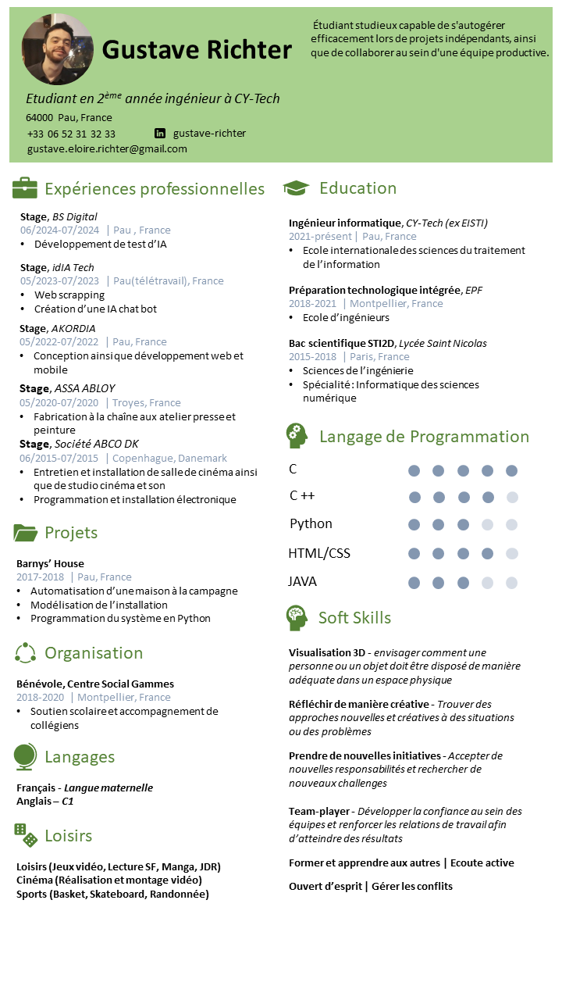 Gustave Richter
Étudiant studieux capable de s'autogérer
efficacement lors de projets indépendants, ainsi
que de collaborer au sein d'une équipe productive.
Etudiant en 2ème année ingénieur à CY-Tech
64000 Pau, France
+33 06 52 31 32 33
gustave-richter
gustave.eloire.richter@gmail.com
Expériences professionnelles
Stage, BS Digital
06/2024-07/2024 | Pau , France
• Développement de test d’IA
Stage, idIA Tech
05/2023-07/2023 | Pau(télétravail), France
• Web scrapping
• Création d’une IA chat bot
Stage, AKORDIA
05/2022-07/2022 | Pau, France
• Conception ainsi que développement web et
mobile
Stage, ASSA ABLOY
05/2020-07/2020 | Troyes, France
• Fabrication à la chaîne aux atelier presse et
peinture
Stage, Société ABCO DK
06/2015-07/2015 | Copenhague, Danemark
• Entretien et installation de salle de cinéma ainsi
que de studio cinéma et son
• Programmation et installation électronique
Projets
Barnys’ House
2017-2018 | Pau, France
• Automatisation d’une maison à la campagne
• Modélisation de l’installation
• Programmation du système en Python
Organisation
Bénévole, Centre Social Gammes
2018-2020 | Montpellier, France
• Soutien scolaire et accompagnement de
collégiens
Langages
Français - Langue maternelle
Anglais – C1
Loisirs
Loisirs (Jeux vidéo, Lecture SF, Manga, JDR)
Cinéma (Réalisation et montage vidéo)
Sports (Basket, Skateboard, Randonnée)
Education
Ingénieur informatique, CY-Tech (ex EISTI)
2021-présent | Pau, France
• Ecole internationale des sciences du traitement
de l’information
Préparation technologique intégrée, EPF
2018-2021 | Montpellier, France
• Ecole d’ingénieurs
Bac scientifique STI2D, Lycée Saint Nicolas
2015-2018 | Paris, France
• Sciences de l’ingénierie
• Spécialité : Informatique des sciences
numérique
Langage de Programmation
C
C ++
Python
HTML/CSS
JAVA
Soft Skills
Visualisation 3D - envisager comment une
personne ou un objet doit être disposé de manière
adéquate dans un espace physique
Réfléchir de manière créative - Trouver des
approches nouvelles et créatives à des situations
ou des problèmes
Prendre de nouvelles initiatives - Accepter de
nouvelles responsabilités et rechercher de
nouveaux challenges
Team-player - Développer la confiance au sein des
équipes et renforcer les relations de travail afin
d’atteindre des résultats
Former et apprendre aux autres | Ecoute active
Ouvert d’esprit | Gérer les conflits